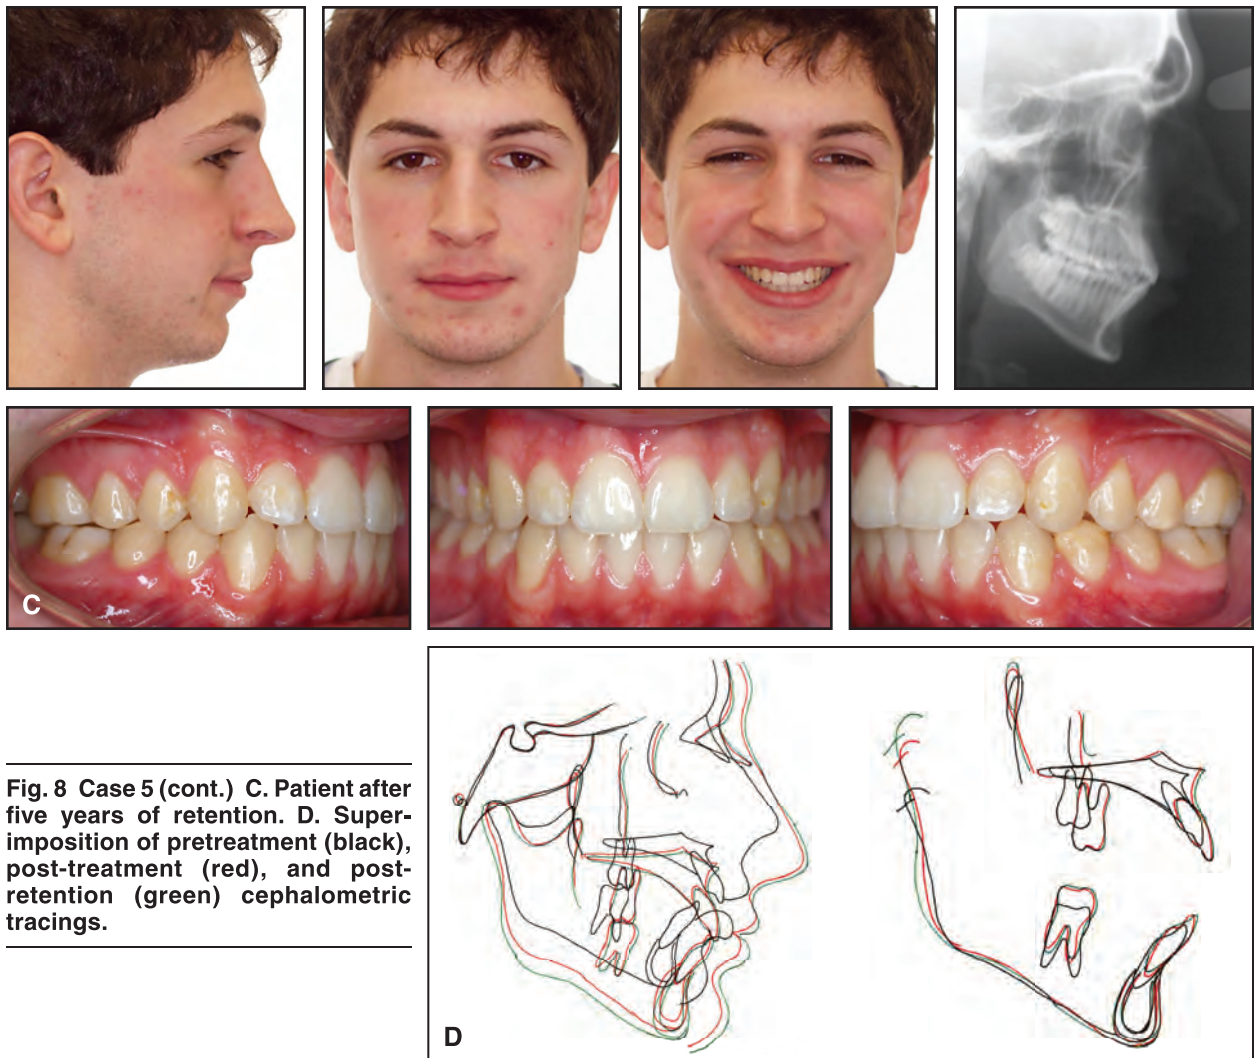 C
Fig. 8 Case 5 (cont.) C. Patient after
five years of retention. D. Super-
imposition of pretreatment (black),
post-treatment (red), and post-
retention (green) cephalometric
tracings.
D